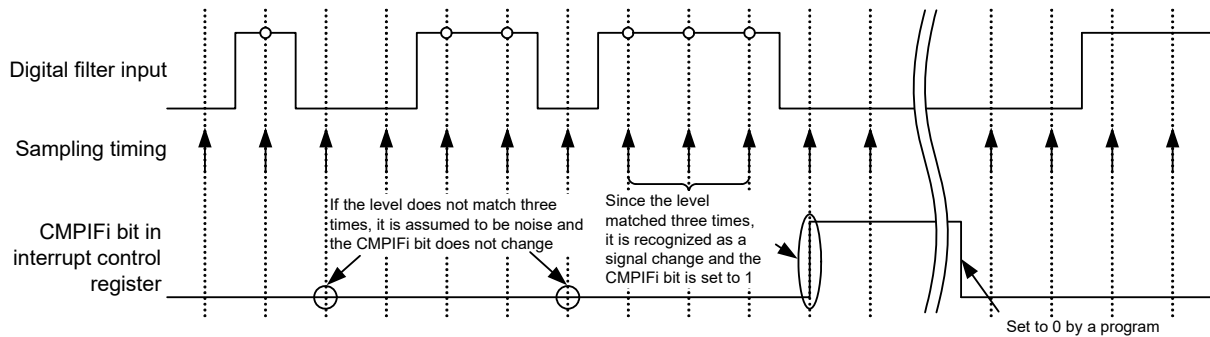 Digital filter input
Sampling timing
If the level does not match three
times, it is assumed to be noise and
the CMPIFi bit does not change
Since the level
matched three times,
it is recognized as a
signal change and the
CMPIFi bit is set to 1
CMPIFi bit in
interrupt control
register
Set to 0 by a program